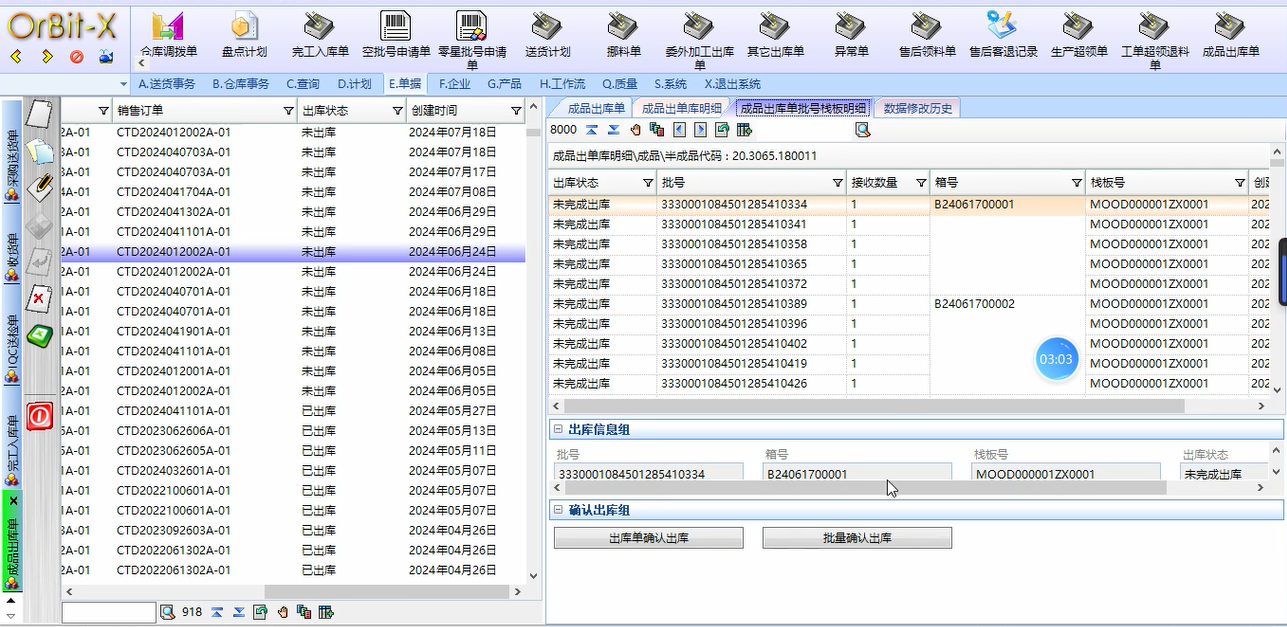 OrBit-X
仓库调拨单 盘点计划 完工入库单 空批号申请单 零星批号申请单 送货计划 挪料单 委外加工出库单 其它出库单 异常单 售后领料单 售后客退记录 生产超领单 工单超领退料单 成品出库单
A.送货事务 B.仓库事务 C.查询 D.计划 E.单据 F.企业 G.产品 H.工作流 Q.质量 S.系统 X.退出系统
采购送货单
收货单
IQC送检单
完工入库单
成品出库单
销售订单 出库状态 创建时间
2A-01 CTD2024012002A-01 未出库 2024年07月18日
3A-01 CTD2024040703A-01 未出库 2024年07月18日
3A-01 CTD2024040703A-01 未出库 2024年07月17日
4A-01 CTD2024041704A-01 未出库 2024年07月08日
2A-01 CTD2024041302A-01 未出库 2024年06月29日
1A-01 CTD2024041101A-01 未出库 2024年06月29日
2A-01 CTD2024012002A-01 未出库 2024年06月24日
2A-01 CTD2024012002A-01 未出库 2024年06月24日
1A-01 CTD2024040701A-01 未出库 2024年06月18日
1A-01 CTD2024040701A-01 未出库 2024年06月18日
1A-01 CTD2024041901A-01 未出库 2024年06月13日
1A-01 CTD2024041101A-01 未出库 2024年06月08日
1A-01 CTD2024012001A-01 未出库 2024年06月05日
2A-01 CTD2024012002A-01 未出库 2024年06月05日
1A-01 CTD2024041101A-01 已出库 2024年05月27日
6A-01 CTD2023062606A-01 已出库 2024年05月13日
5A-01 CTD2023062605A-01 已出库 2024年05月11日
1A-01 CTD2024032601A-01 已出库 2024年05月07日
1A-01 CTD2022100601A-01 已出库 2024年05月07日
1A-01 CTD2022100601A-01 已出库 2024年05月07日
3A-01 CTD2023092603A-01 已出库 2024年04月26日
2A-01 CTD2022061302A-01 已出库 2024年04月26日
2A-01 CTD2022061302A-01 已出库 2024年04月26日
918
成品出库单 成品出单库明细 成品出库单批号栈板明细 数据修改历史
8000
成品出单库明细\成品\半成品代码 : 20.3065.180011
出库状态 批号 接收数量 箱号 栈板号 创建
未完成出库 3330001084501285410334 1 B24061700001 MOOD000001ZX0001 202
未完成出库 3330001084501285410341 1 MOOD000001ZX0001 202
未完成出库 3330001084501285410358 1 MOOD000001ZX0001 202
未完成出库 3330001084501285410365 1 MOOD000001ZX0001 202
未完成出库 3330001084501285410372 1 MOOD000001ZX0001 202
未完成出库 3330001084501285410389 1 B24061700002 MOOD000001ZX0001 202
未完成出库 3330001084501285410396 1 MOOD000001ZX0001 202
未完成出库 3330001084501285410402 1 MOOD000001ZX0001 202
未完成出库 3330001084501285410419 1 MOOD000001ZX0001 202
未完成出库 3330001084501285410426 1 MOOD000001ZX0001 202
03:03
出库信息组
批号 箱号 栈板号 出库状态
3330001084501285410334 B24061700001 MOOD000001ZX0001 未完成出库
确认出库组
出库单确认出库 批量确认出库